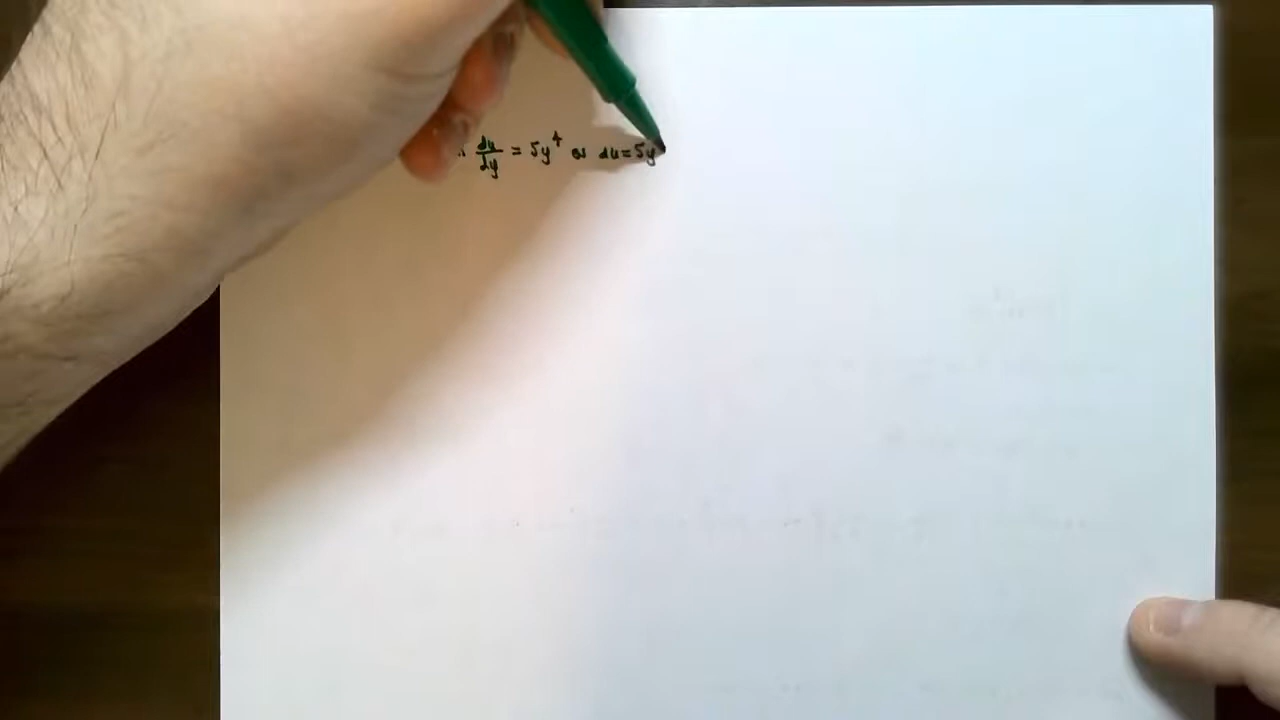 du/dy = 5y⁴ or du=5y